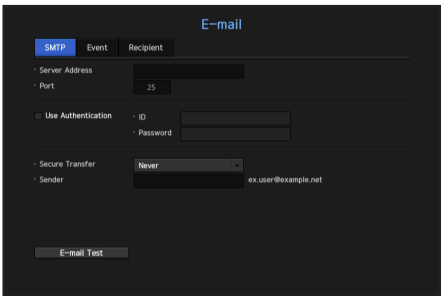 E-mail
SMTP Event Recipient
Server Address
Port 25
Use Authentication ID
Password
Secure Transfer Never
Sender ex.user@example.net
E-mail Test